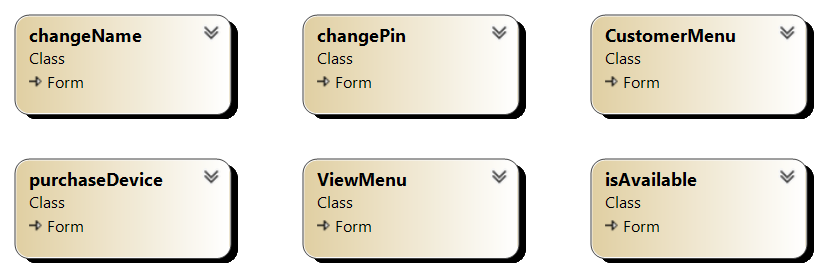 changeName
Class
Form
changePin
Class
Form
CustomerMenu
Class
Form
purchaseDevice
Class
Form
ViewMenu
Class
Form
isAvailable
Class
Form